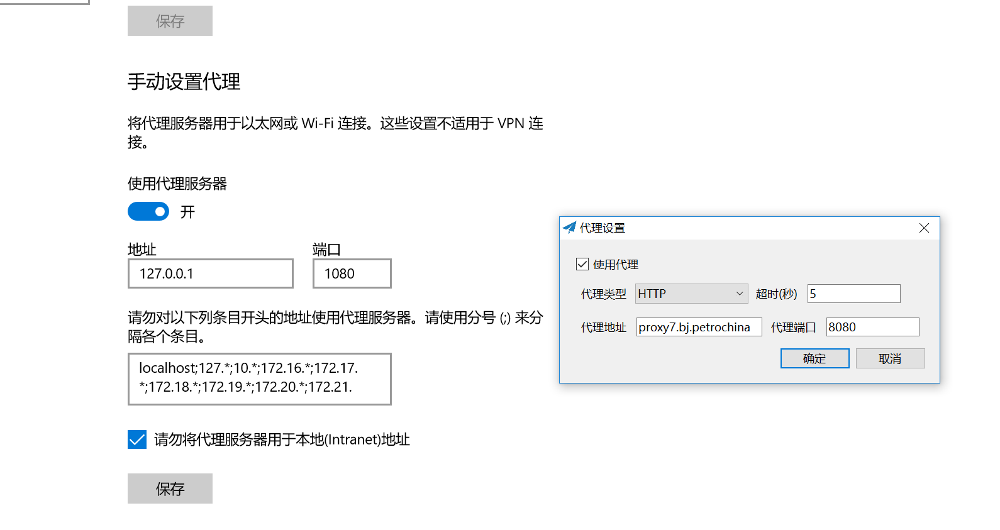 保存
手动设置代理
将代理服务器用于以太网或 Wi-Fi 连接。这些设置不适用于 VPN 连
接。
使用代理服务器
开
地址 端口
127.0.0.1 1080
请勿对以下列条目开头的地址使用代理服务器。请使用分号 (;) 来分
隔各个条目。
localhost;127.*;10.*;172.16.*;172.17.
*;172.18.*;172.19.*;172.20.*;172.21.
请勿将代理服务器用于本地(Intranet)地址
保存
代理设置
使用代理
代理类型 HTTP 超时(秒) 5
代理地址 proxy7.bj.petrochina 代理端口 8080
确定 取消